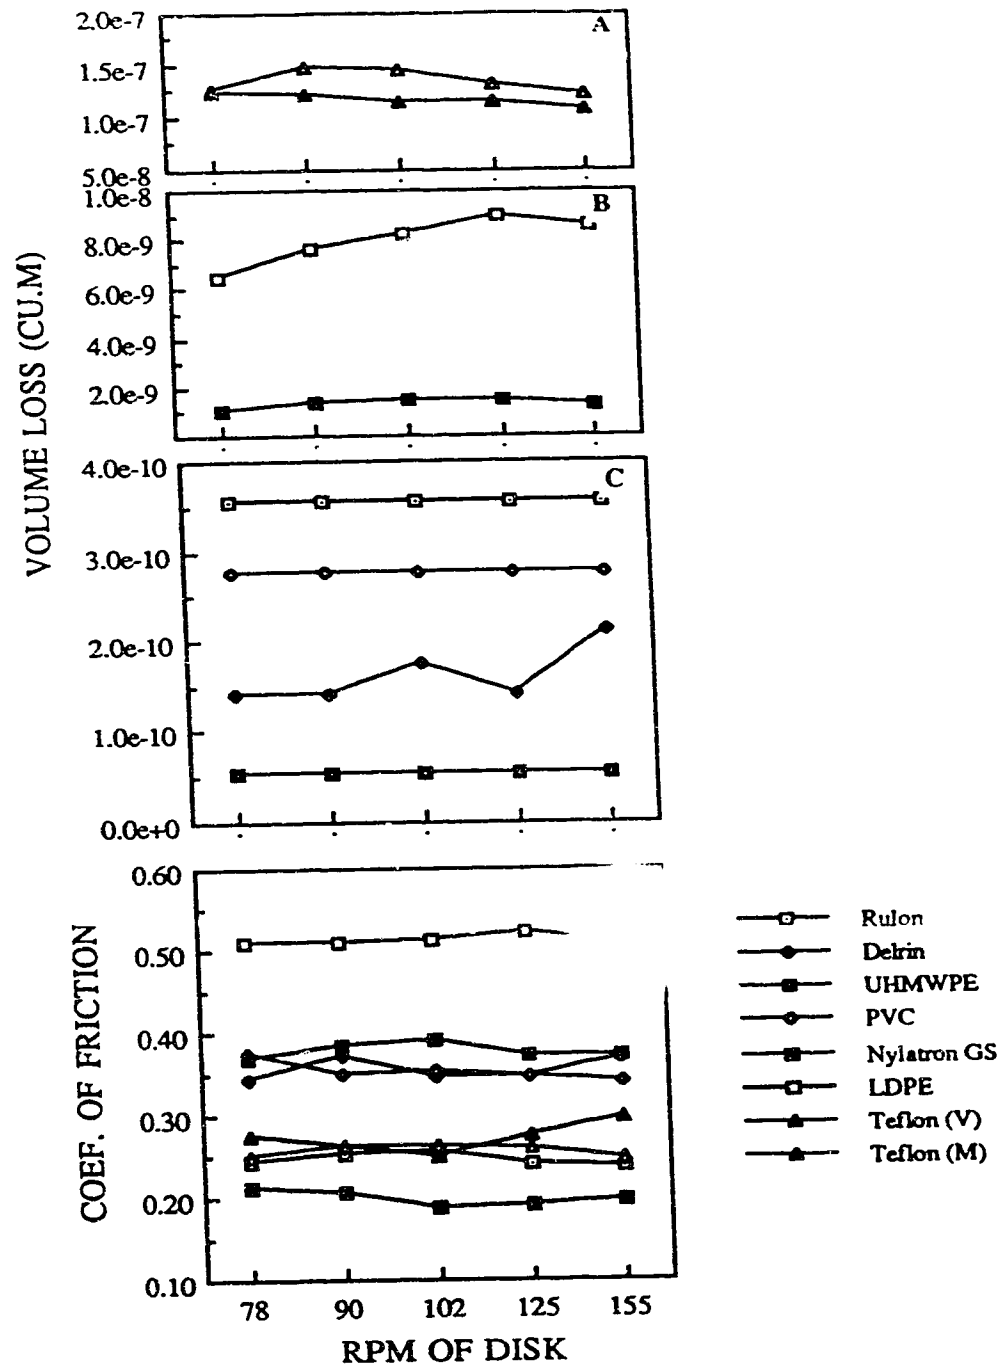 2.0e-7
A
1.5e-7
1.0e-7
5.0e-8
1.0e-8
B
8.0e-9
6.0e-9
4.0e-9
2.0e-9
VOLUME LOSS (CU.M)
4.0e-10
C
3.0e-10
2.0e-10
1.0e-10
0.0e+0
0.60
0.50
0.40
0.30
0.20
0.10
COEF. OF FRICTION
78 90 102 125 155
RPM OF DISK
Rulon
Delrin
UHMWPE
PVC
Nylatron GS
LDPE
Teflon (V)
Teflon (M)